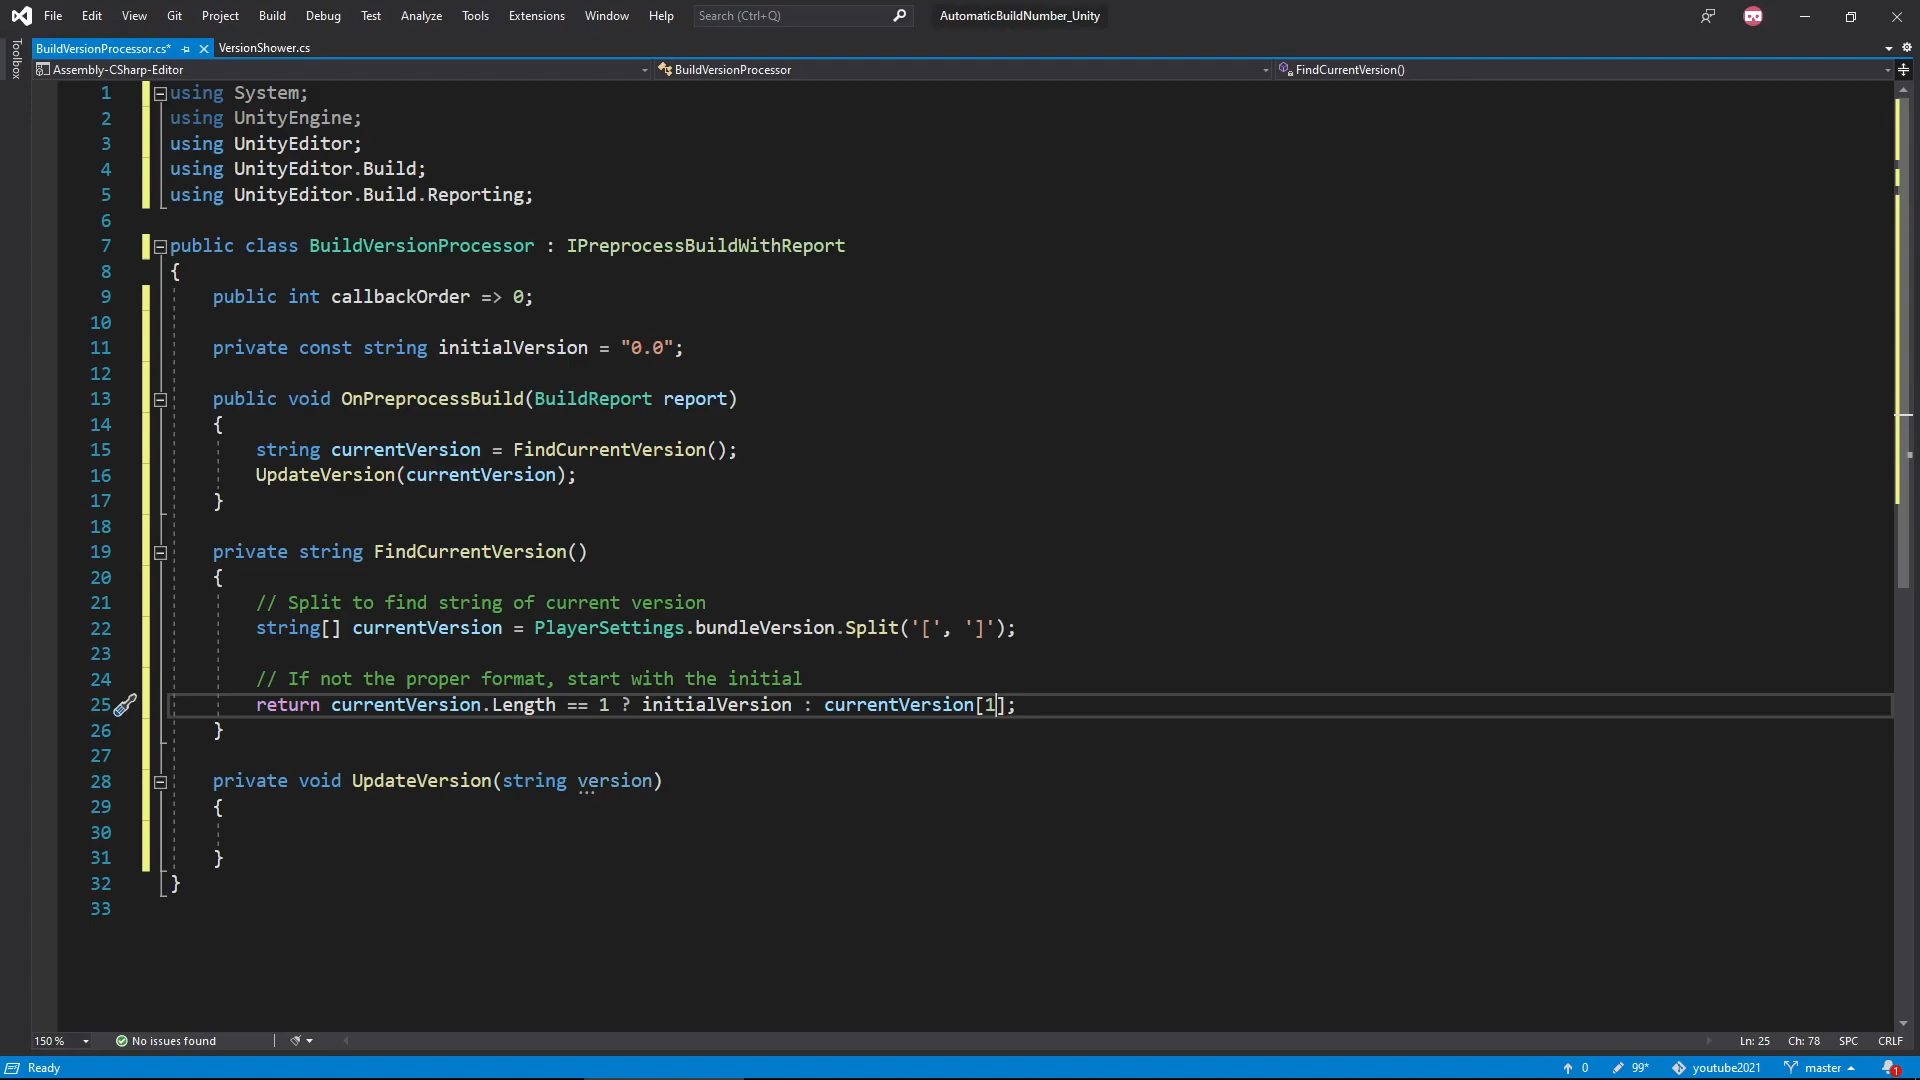 File Edit View Git Project Build Debug Test Analyze Tools Extensions Window Help Search (Ctrl+Q) AutomaticBuildNumber_Unity
Toolbox
BuildVersionProcessor.cs* VersionShower.cs
Assembly-CSharp-Editor BuildVersionProcessor FindCurrentVersion()
1 using System;
2 using UnityEngine;
3 using UnityEditor;
4 using UnityEditor.Build;
5 using UnityEditor.Build.Reporting;
6
7 public class BuildVersionProcessor : IPreprocessBuildWithReport
8 {
9 public int callbackOrder => 0;
10
11 private const string initialVersion = "0.0";
12
13 public void OnPreprocessBuild(BuildReport report)
14 {
15 string currentVersion = FindCurrentVersion();
16 UpdateVersion(currentVersion);
17 }
18
19 private string FindCurrentVersion()
20 {
21 // Split to find string of current version
22 string[] currentVersion = PlayerSettings.bundleVersion.Split('[', ']');
23
24 // If not the proper format, start with the initial
25 return currentVersion.Length == 1 ? initialVersion : currentVersion[1];
26 }
27
28 private void UpdateVersion(string version)
29 {
30
31 }
32 }
33
150 % No issues found Ln: 25 Ch: 78 SPC CRLF
Ready 0 99* youtube2021 master 1